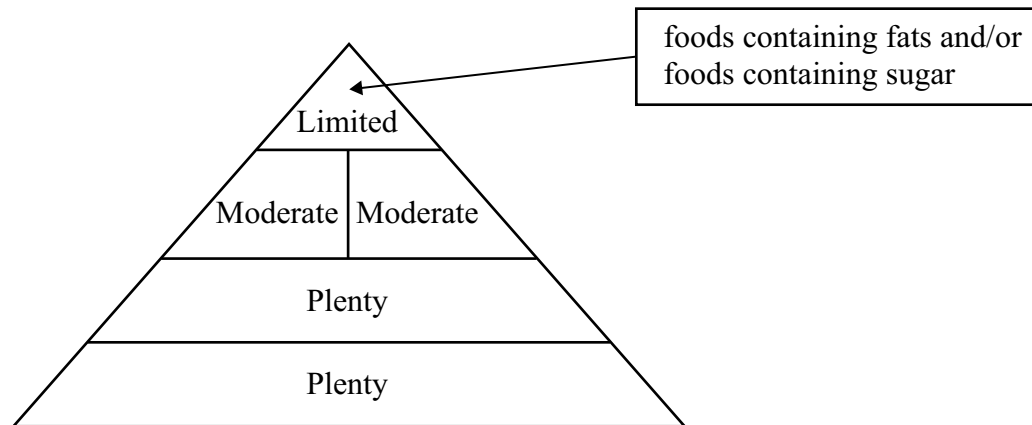 foods containing fats and/or
foods containing sugar
Limited
Moderate Moderate
Plenty
Plenty